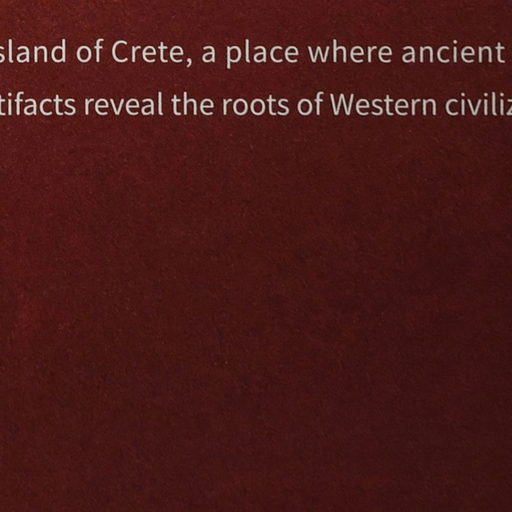 sland of Crete, a place where ancient
tifacts reveal the roots of Western civiliz